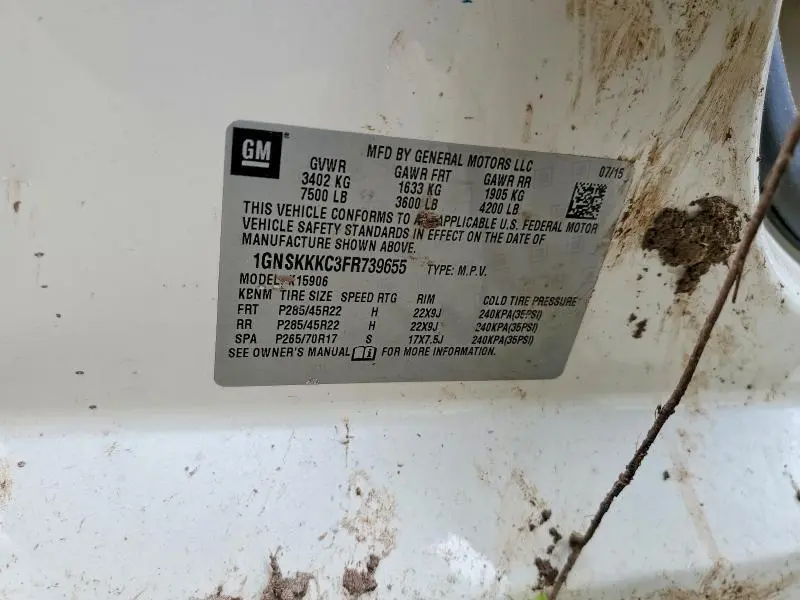 GM
MFD BY GENERAL MOTORS LLC
07/15
GVWR GAWR FRT GAWR RR
3402 KG 1633 KG 1905 KG
7500 LB 3600 LB 4200 LB
THIS VEHICLE CONFORMS TO APPLICABLE U.S. FEDERAL MOTOR
VEHICLE SAFETY STANDARDS IN EFFECT ON THE DATE OF
MANUFACTURE SHOWN ABOVE.
1GNSKKKC3FR739655 TYPE: M.P.V.
MODEL: K15906
KBNM TIRE SIZE SPEED RTG RIM COLD TIRE PRESSURE
FRT P285/45R22 H 22X9J 240KPA(35PSI)
RR P285/45R22 H 22X9J 240KPA(35PSI)
SPA P265/70R17 S 17X7.5J 240KPA(35PSI)
SEE OWNER'S MANUAL FOR MORE INFORMATION.